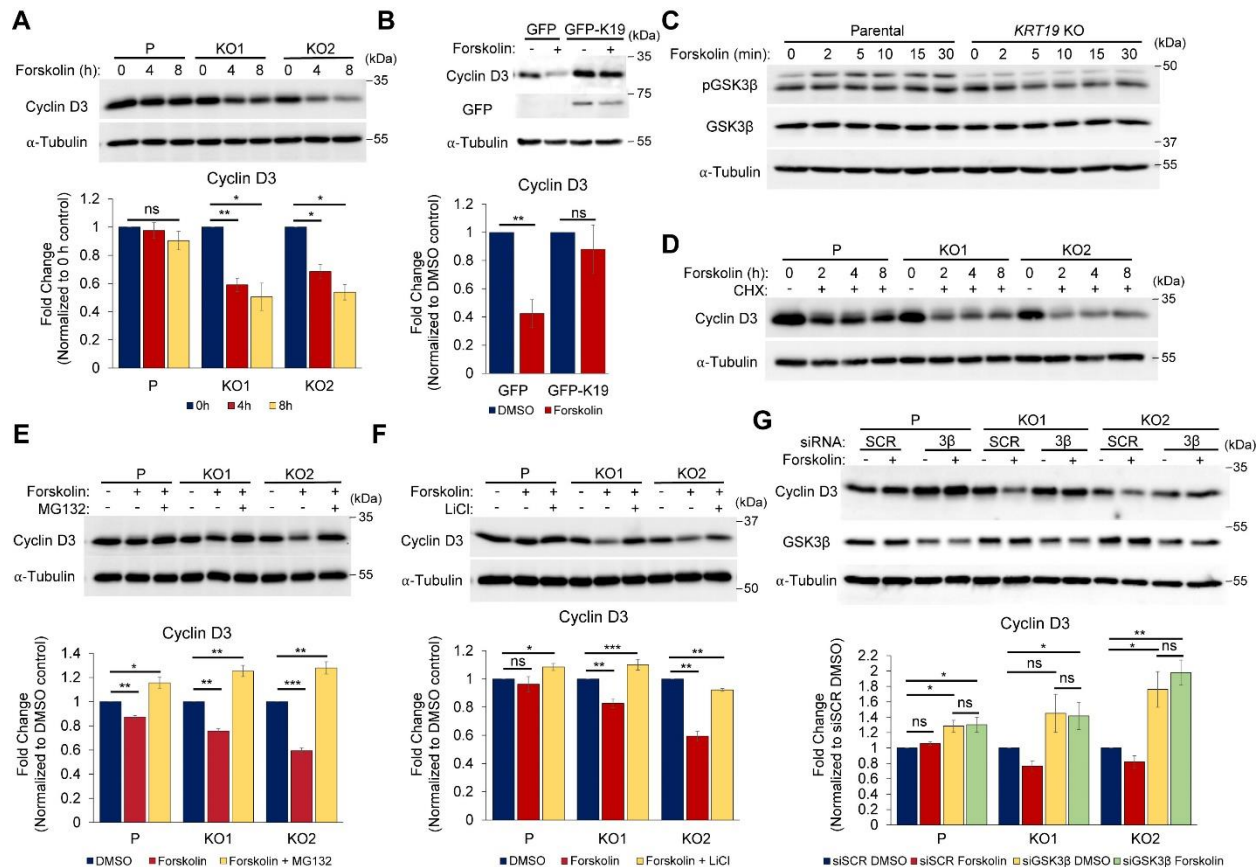 A
P KO1 KO2
(kDa)
Forskolin (h): 0 4 8 0 4 8 0 4 8
−35
Cyclin D3
α-Tubulin
−55
Cyclin D3
Fold Change
(Normalized to 0 h control)
1.2
1
0.8
0.6
0.4
0.2
0
ns ** * * *
P KO1 KO2
0h 4h 8h
B
GFP GFP-K19 (kDa)
Forskolin: - + - +
−35
Cyclin D3
−75
GFP
α-Tubulin
−55
Cyclin D3
Fold Change
(Normalized to DMSO control)
1.2
1
0.8
0.6
0.4
0.2
0
** ns
GFP GFP-K19
DMSO Forskolin
C
Parental KRT19 KO
(kDa)
Forskolin (min): 0 2 5 10 15 30 0 2 5 10 15 30
−50
pGSK3β
GSK3β
−37
−55
α-Tubulin
D
P KO1 KO2
Forskolin (h): 0 2 4 8 0 2 4 8 0 2 4 8
(kDa)
CHX: - + + + - + + + - + + +
−35
Cyclin D3
α-Tubulin
−55
E
P KO1 KO2
Forskolin: - + + - + + - + +
(kDa)
MG132: - - + - - + - - +
−35
Cyclin D3
α-Tubulin
−55
Cyclin D3
Fold Change
(Normalized to DMSO control)
1.4
1.2
1
0.8
0.6
0.4
0.2
0
* ** ** ** ** ***
P KO1 KO2
DMSO Forskolin Forskolin + MG132
F
P KO1 KO2
Forskolin: - + + - + + - + +
(kDa)
LiCl: - - + - - + - - +
−37
Cyclin D3
α-Tubulin
−50
Cyclin D3
Fold Change
(Normalized to DMSO control)
1.2
1
0.8
0.6
0.4
0.2
0
* ns *** ** ** **
P KO1 KO2
DMSO Forskolin Forskolin + LiCl
G
P KO1 KO2
siRNA: SCR 3β SCR 3β SCR 3β (kDa)
Forskolin: - + - + - + - + - + - +
−35
Cyclin D3
GSK3β
−37
α-Tubulin
−55
Cyclin D3
Fold Change
(Normalized to siSCR DMSO)
2.2
2
1.8
1.6
1.4
1.2
1
0.8
0.6
0.4
0.2
0
* * ns ns * ns ns ** * ns
P KO1 KO2
siSCR DMSO siSCR Forskolin siGSK3β DMSO siGSK3β Forskolin